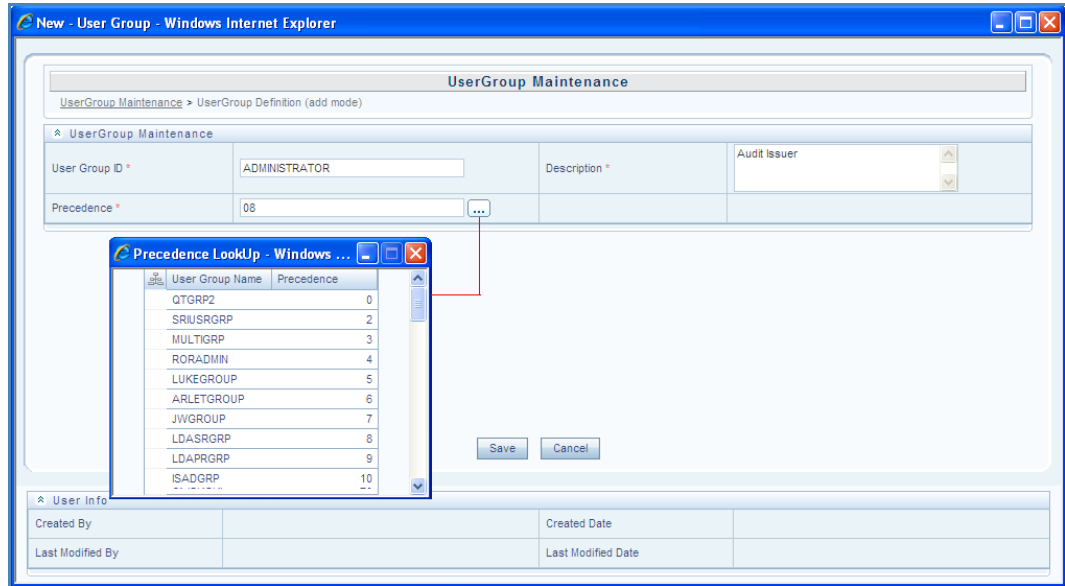 New - User Group - Windows Internet Explorer
UserGroup Maintenance
UserGroup Maintenance > UserGroup Definition (add mode)
UserGroup Maintenance
User Group ID * ADMINISTRATOR Description * Audit Issuer
Precedence * 08 ...
Precedence LookUp - Windows ...
User Group Name Precedence
QTGRP2 0
SRIUSRGRP 2
MULTIGRP 3
RORADMIN 4
LUKEGROUP 5
ARLETGROUP 6
JWGROUP 7
LDASRGRP 8
LDAPRGRP 9
ISADGRP 10
Save Cancel
User Info
Created By Created Date
Last Modified By Last Modified Date